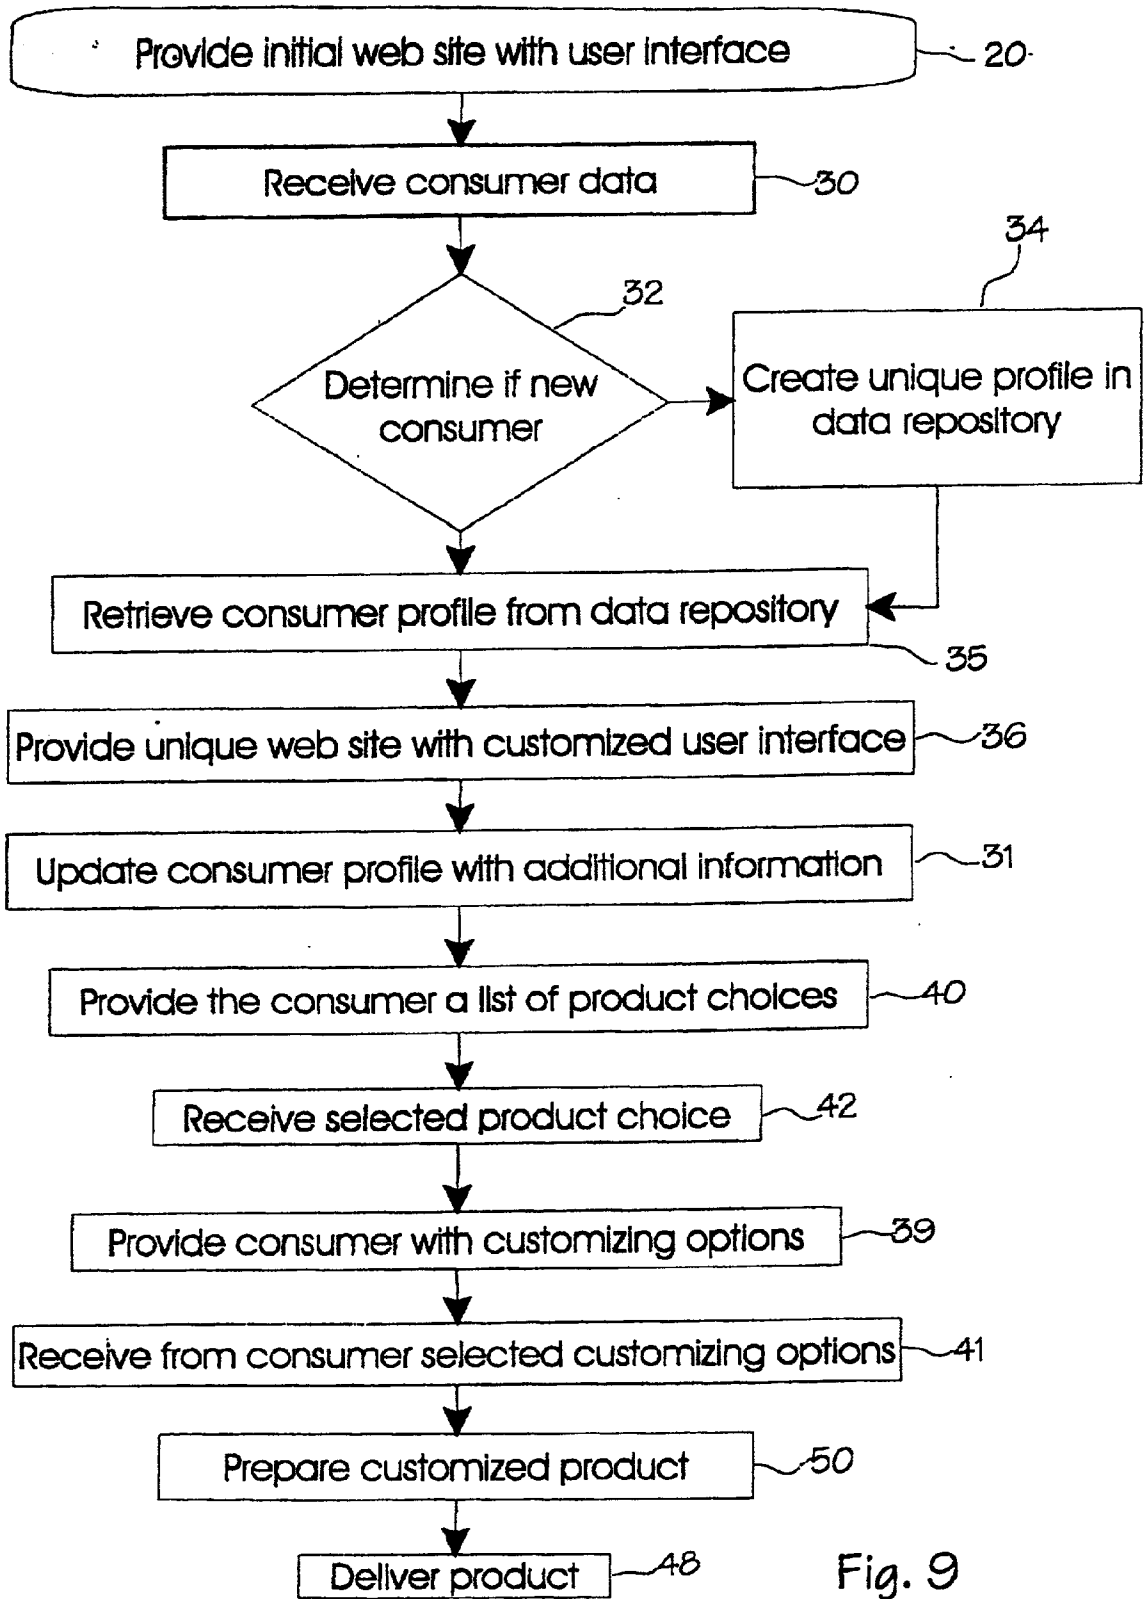 Provide initial web site with user interface
20
Receive consumer data
30
34
32
Determine if new
consumer
Create unique profile in
data repository
Retrieve consumer profile from data repository
35
Provide unique web site with customized user interface
36
Update consumer profile with additional information
31
Provide the consumer a list of product choices
40
Receive selected product choice
42
Provide consumer with customizing options
39
Receive from consumer selected customizing options
41
Prepare customized product
50
Deliver product
48
Fig. 9